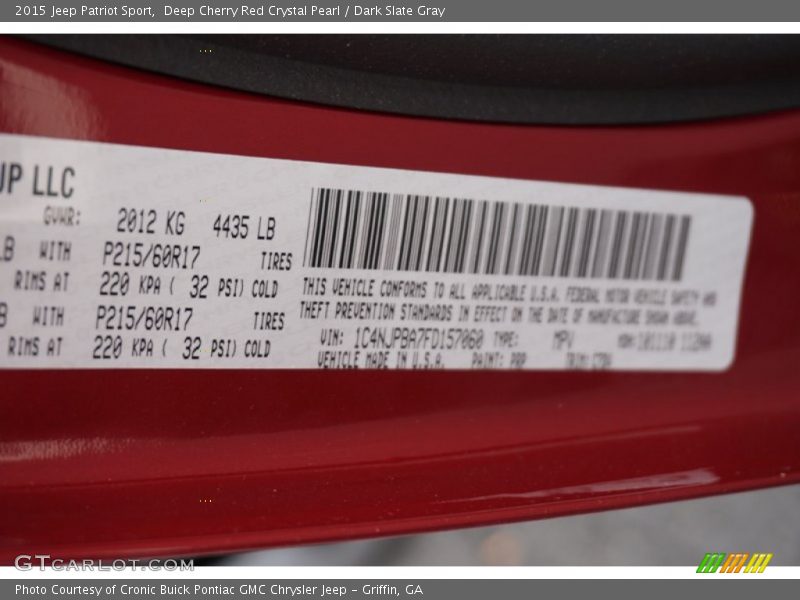 2015 Jeep Patriot Sport,  Deep Cherry Red Crystal Pearl / Dark Slate Gray
UP LLC
GVWR: 2012 KG 4435 LB
LB WITH P215/60R17 TIRES
RIMS AT 220 KPA ( 32 PSI) COLD
B WITH P215/60R17 TIRES
RIMS AT 220 KPA ( 32 PSI) COLD
THIS VEHICLE CONFORMS TO ALL APPLICABLE U.S.A. FEDERAL MOTOR VEHICLE SAFETY AND
THEFT PREVENTION STANDARDS IN EFFECT ON THE DATE OF MANUFACTURE SHOWN ABOVE.
VIN: 1C4NJPBA7FD157060 TYPE: MPV
VEHICLE MADE IN U.S.A. PAINT: PRP
GTCARLOT.COM
Photo Courtesy of Cronic Buick Pontiac GMC Chrysler Jeep - Griffin, GA